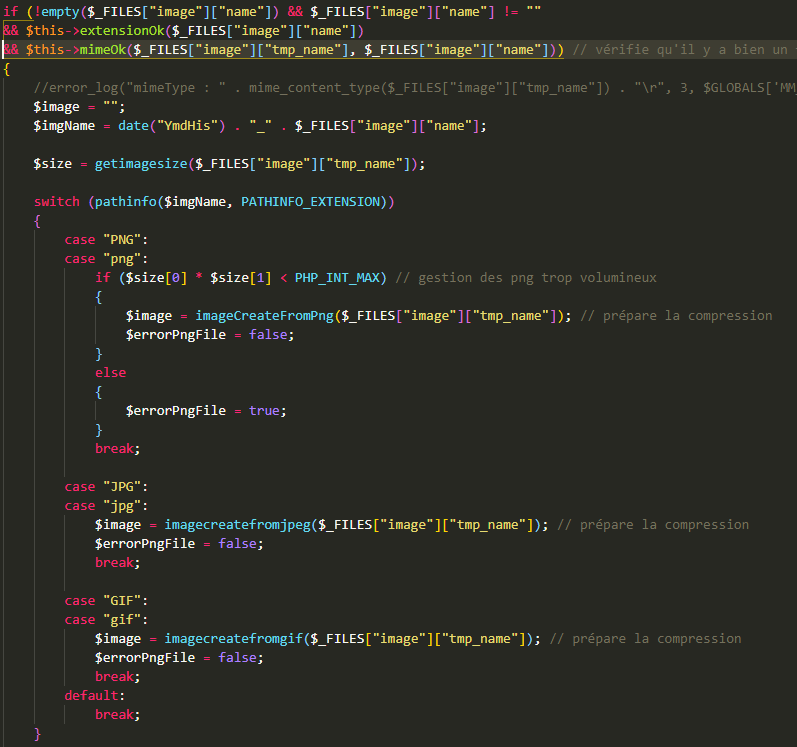 if (!empty($_FILES["image"]["name"]) && $_FILES["image"]["name"] != ""
&& $this->extensionOk($_FILES["image"]["name"])
&& $this->mimeOk($_FILES["image"]["tmp_name"], $_FILES["image"]["name"])) // vérifie qu'il y a bien un
{
//error_log("mimeType : " . mime_content_type($_FILES["image"]["tmp_name"]) . "\r", 3, $GLOBALS['MM_
$image = "";
$imgName = date("YmdHis") . "_" . $_FILES["image"]["name"];
$size = getimagesize($_FILES["image"]["tmp_name"]);
switch (pathinfo($imgName, PATHINFO_EXTENSION))
{
case "PNG":
case "png":
if ($size[0] * $size[1] < PHP_INT_MAX) // gestion des png trop volumineux
{
$image = imageCreateFromPng($_FILES["image"]["tmp_name"]); // prépare la compression
$errorPngFile = false;
}
else
{
$errorPngFile = true;
}
break;
case "JPG":
case "jpg":
$image = imagecreatefromjpeg($_FILES["image"]["tmp_name"]); // prépare la compression
$errorPngFile = false;
break;
case "GIF":
case "gif":
$image = imagecreatefromgif($_FILES["image"]["tmp_name"]); // prépare la compression
$errorPngFile = false;
break;
default:
break;
}